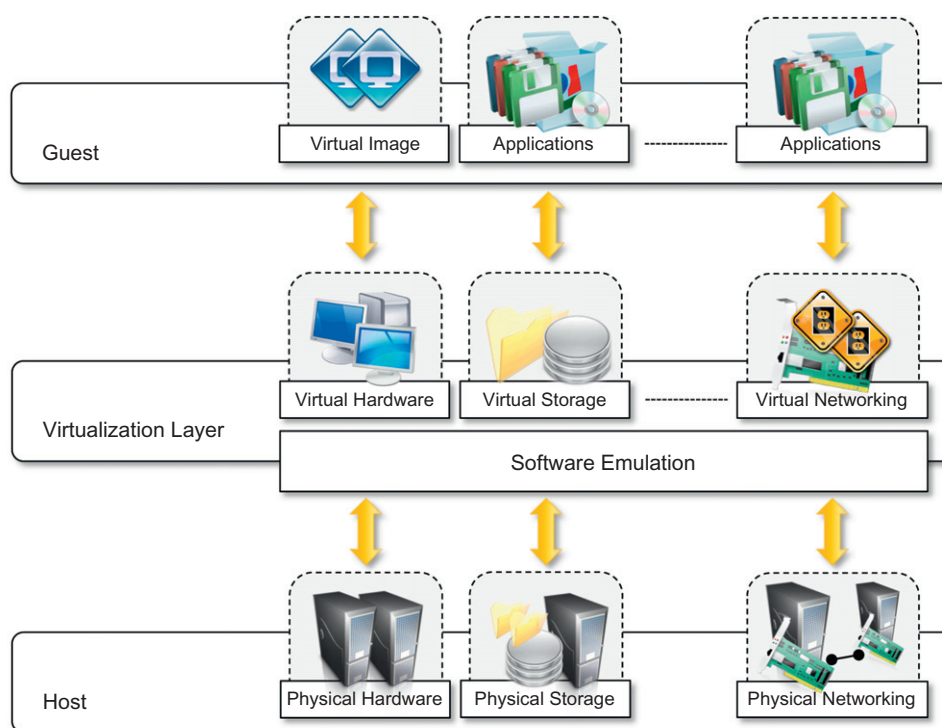 Virtual Image
Applications
Applications
Guest
Virtual Hardware
Virtual Storage
Virtual Networking
Virtualization Layer
Software Emulation
Physical Hardware
Physical Storage
Physical Networking
Host